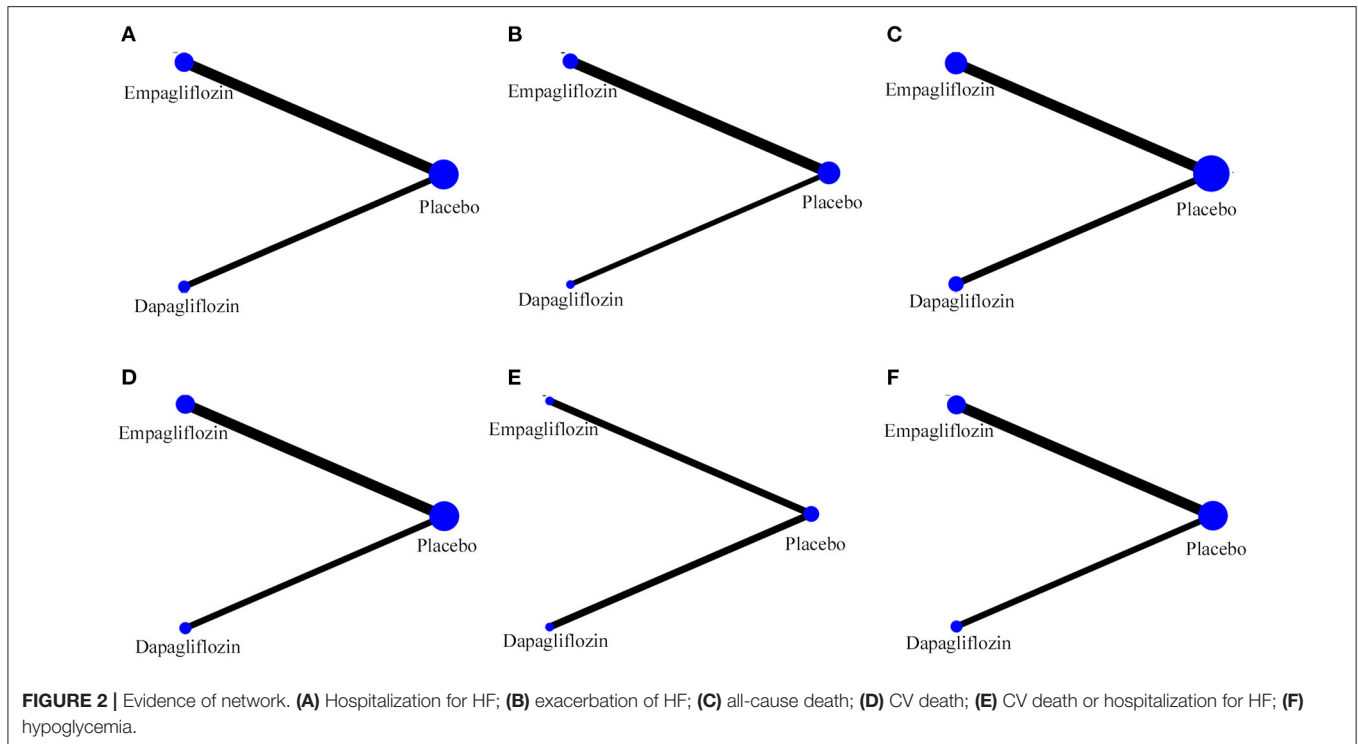 A
B
C
Empagliflozin
Empagliflozin
Empagliflozin
Placebo
Placebo
Placebo
Dapagliflozin
Dapagliflozin
Dapagliflozin
D
E
F
Empagliflozin
Empagliflozin
Empagliflozin
Placebo
Placebo
Placebo
Dapagliflozin
Dapagliflozin
Dapagliflozin
FIGURE 2 | Evidence of network. (A) Hospitalization for HF; (B) exacerbation of HF; (C) all-cause death; (D) CV death; (E) CV death or hospitalization for HF; (F)
hypoglycemia.